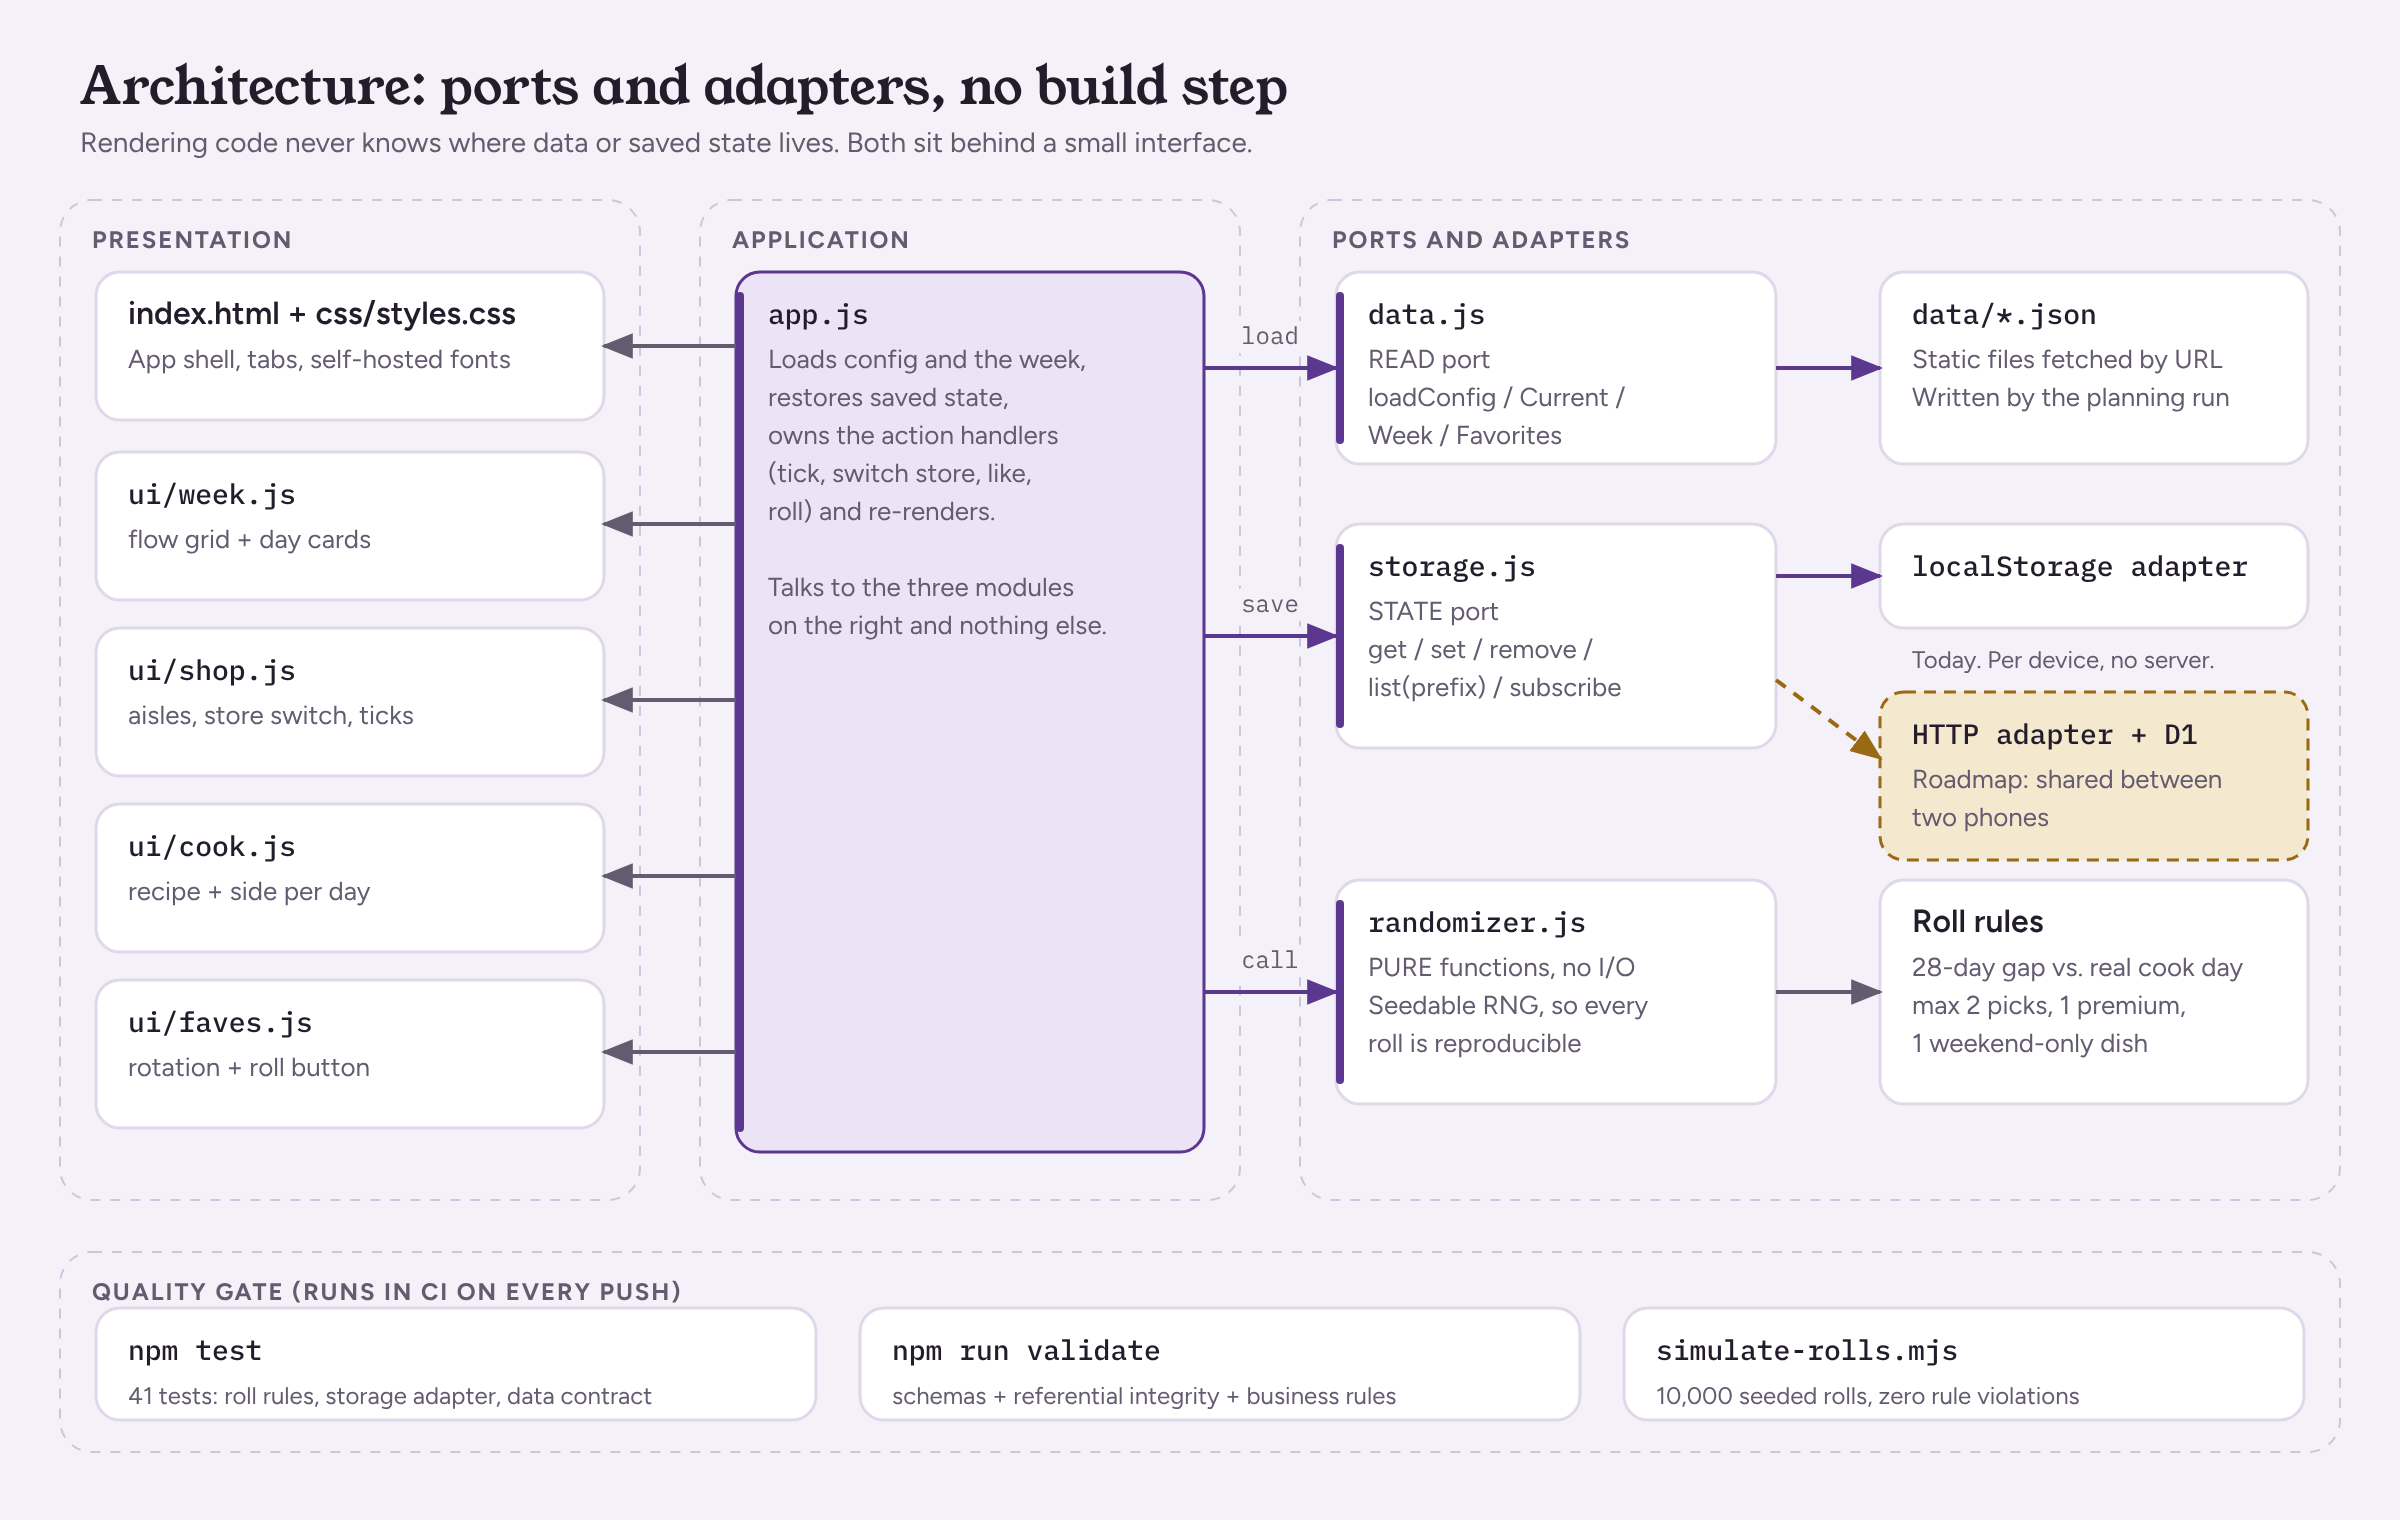 Architecture: ports and adapters, no build step
Rendering code never knows where data or saved state lives. Both sit behind a small interface.
PRESENTATION
index.html + css/styles.css
App shell, tabs, self-hosted fonts
ui/week.js
flow grid + day cards
ui/shop.js
aisles, store switch, ticks
ui/cook.js
recipe + side per day
ui/faves.js
rotation + roll button
APPLICATION
app.js
Loads config and the week,
restores saved state,
owns the action handlers
(tick, switch store, like,
roll) and re-renders.
Talks to the three modules
on the right and nothing else.
load
save
call
PORTS AND ADAPTERS
data.js
READ port
loadConfig / Current /
Week / Favorites
data/*.json
Static files fetched by URL
Written by the planning run
storage.js
STATE port
get / set / remove /
list(prefix) / subscribe
localStorage adapter
Today. Per device, no server.
HTTP adapter + D1
Roadmap: shared between
two phones
randomizer.js
PURE functions, no I/O
Seedable RNG, so every
roll is reproducible
Roll rules
28-day gap vs. real cook day
max 2 picks, 1 premium,
1 weekend-only dish
QUALITY GATE (RUNS IN CI ON EVERY PUSH)
npm test
41 tests: roll rules, storage adapter, data contract
npm run validate
schemas + referential integrity + business rules
simulate-rolls.mjs
10,000 seeded rolls, zero rule violations